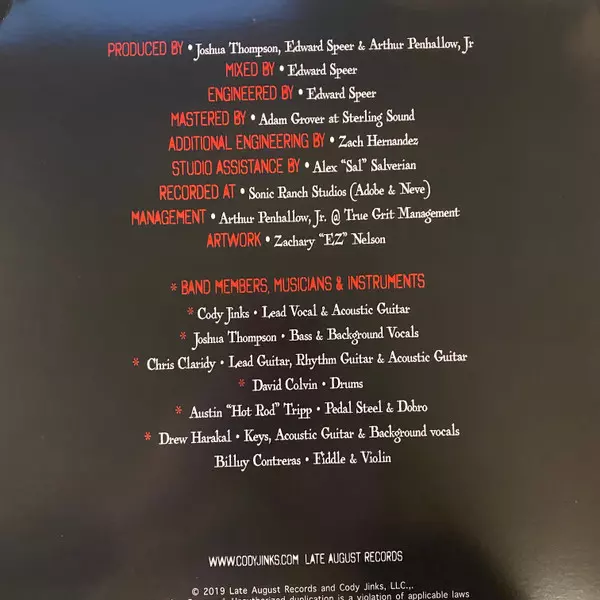 PRODUCED BY • Joshua Thompson, Edward Speer & Arthur Penhallow, Jr
MIXED BY • Edward Speer
ENGINEERED BY • Edward Speer
MASTERED BY • Adam Grover at Sterling Sound
ADDITIONAL ENGINEERING BY • Zach Hernandez
STUDIO ASSISTANCE BY • Alex “Sal” Salverian
RECORDED AT • Sonic Ranch Studios (Adobe & Neve)
MANAGEMENT • Arthur Penhallow, Jr. @ True Grit Management
ARTWORK • Zachary “EZ” Nelson
* BAND MEMBERS, MUSICIANS & INSTRUMENTS
* Cody Jinks • Lead Vocal & Acoustic Guitar
* Joshua Thompson • Bass & Background Vocals
* Chris Claridy • Lead Guitar, Rhythm Guitar & Acoustic Guitar
* David Colvin • Drums
* Austin “Hot Rod” Tripp • Pedal Steel & Dobro
* Drew Harakal • Keys, Acoustic Guitar & Background vocals
Billuy Contreras • Fiddle & Violin
WWW.CODYJINKS.COM LATE AUGUST RECORDS
© 2019 Late August Records and Cody Jinks, LLC,.
Unauthorized duplication is a violation of applicable laws